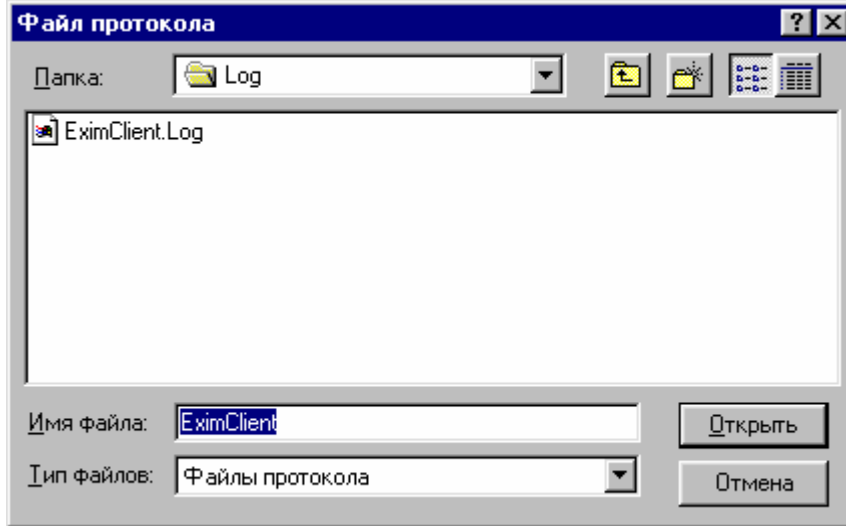 Файл протокола
Папка: Log
EximClient.Log
Имя файла: EximClient Открыть
Тип файлов: Файлы протокола Отмена